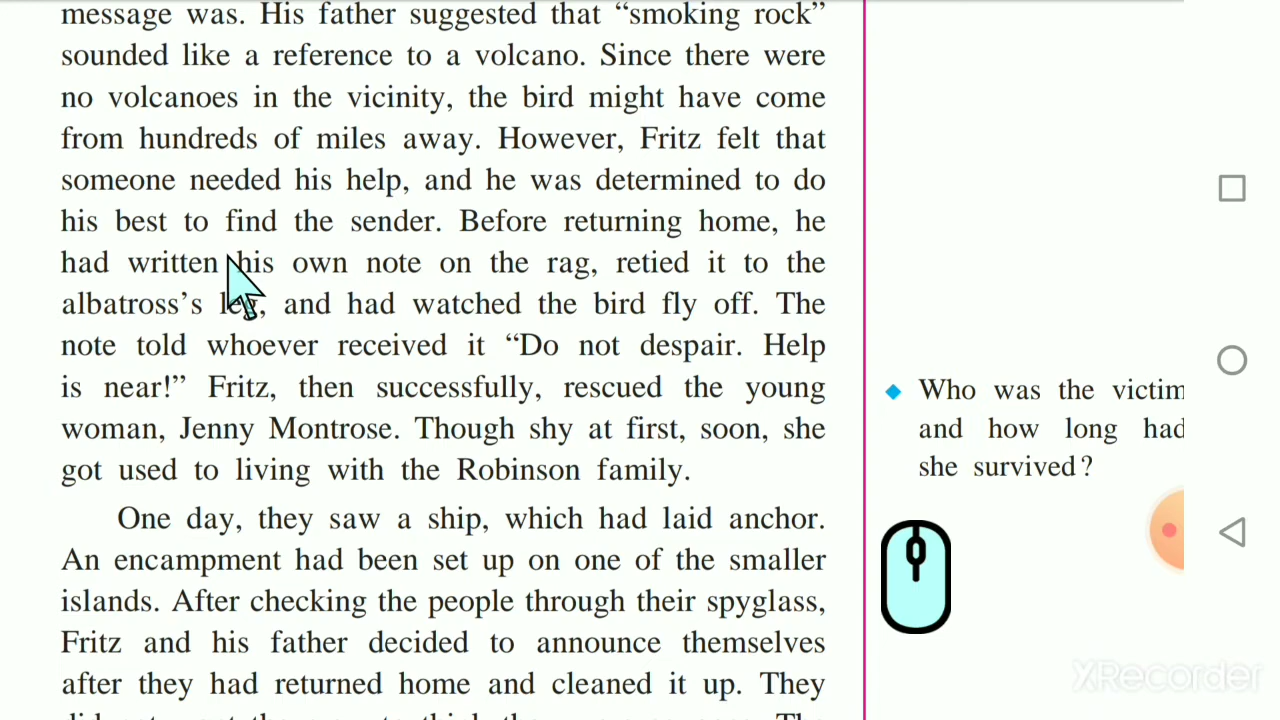 message was. His father suggested that “smoking rock”
sounded like a reference to a volcano. Since there were
no volcanoes in the vicinity, the bird might have come
from hundreds of miles away. However, Fritz felt that
someone needed his help, and he was determined to do
his best to find the sender. Before returning home, he
had written his own note on the rag, retied it to the
albatross’s leg, and had watched the bird fly off. The
note told whoever received it “Do not despair. Help
is near!” Fritz, then successfully, rescued the young
woman, Jenny Montrose. Though shy at first, soon, she
got used to living with the Robinson family.
One day, they saw a ship, which had laid anchor.
An encampment had been set up on one of the smaller
islands. After checking the people through their spyglass,
Fritz and his father decided to announce themselves
after they had returned home and cleaned it up. They
Who was the victim
and how long had
she survived?
XRecorder